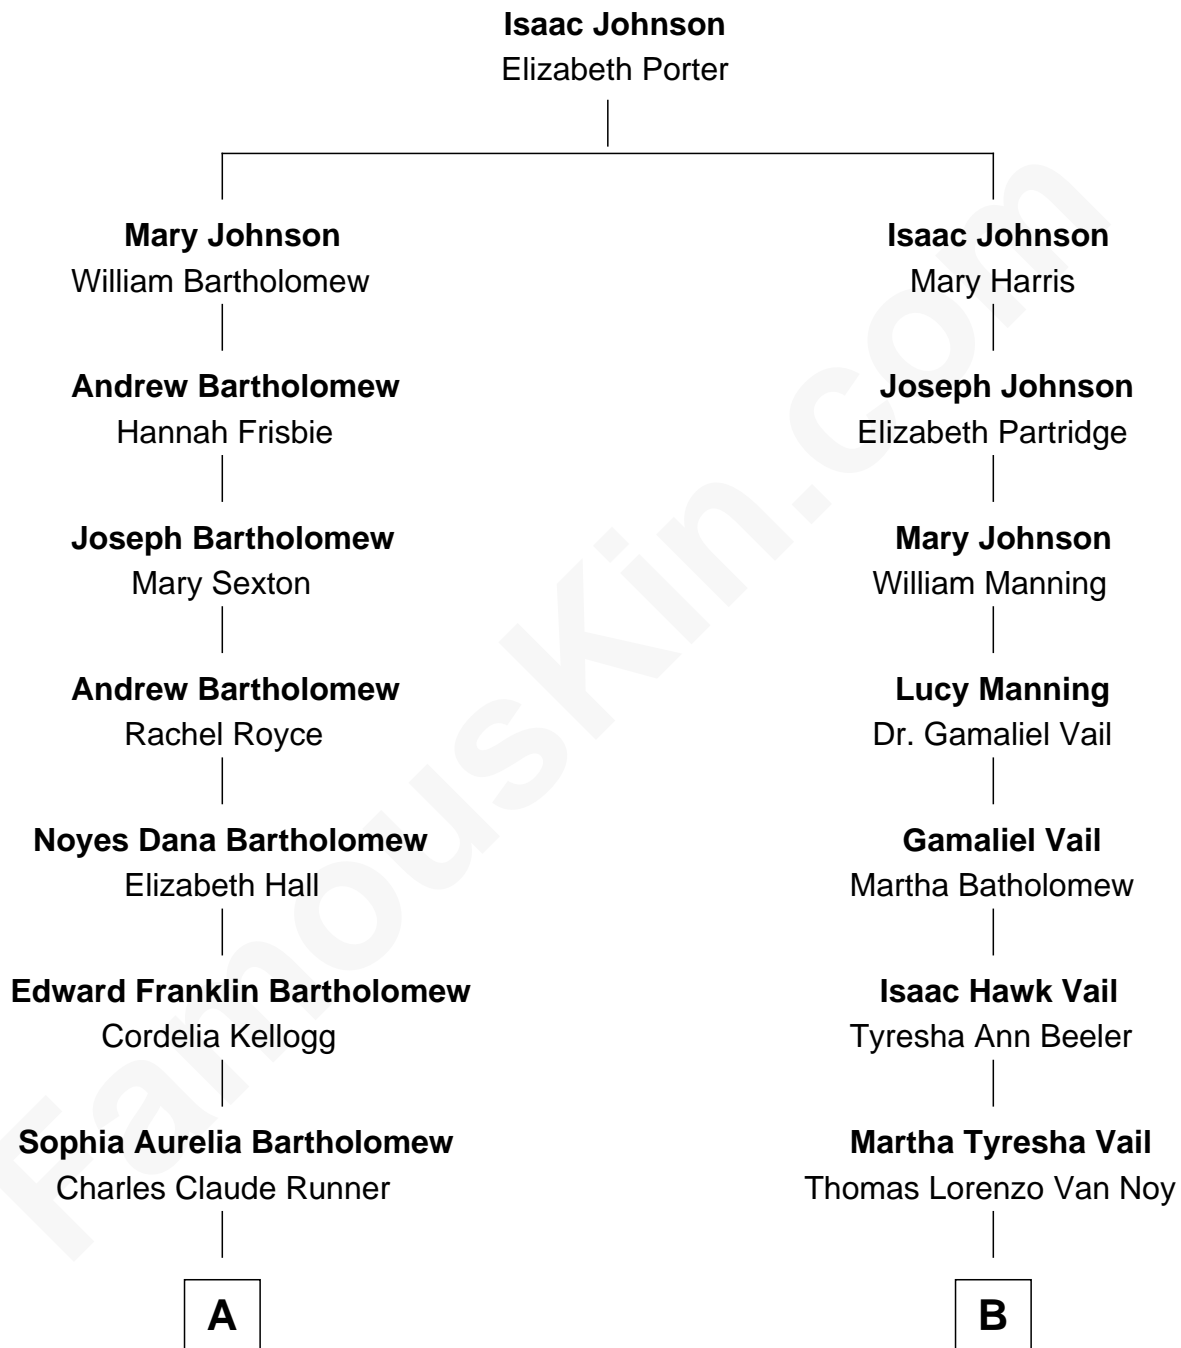 Isaac Johnson
Elizabeth Porter
Mary Johnson
William Bartholomew
Andrew Bartholomew
Hannah Frisbie
Joseph Bartholomew
Mary Sexton
Andrew Bartholomew
Rachel Royce
Noyes Dana Bartholomew
Elizabeth Hall
Edward Franklin Bartholomew
Cordelia Kellogg
Sophia Aurelia Bartholomew
Charles Claude Runner
A
Isaac Johnson
Mary Harris
Joseph Johnson
Elizabeth Partridge
Mary Johnson
William Manning
Lucy Manning
Dr. Gamaliel Vail
Gamaliel Vail
Martha Batholomew
Isaac Hawk Vail
Tyresha Ann Beeler
Martha Tyresha Vail
Thomas Lorenzo Van Noy
B
FamousKin.com